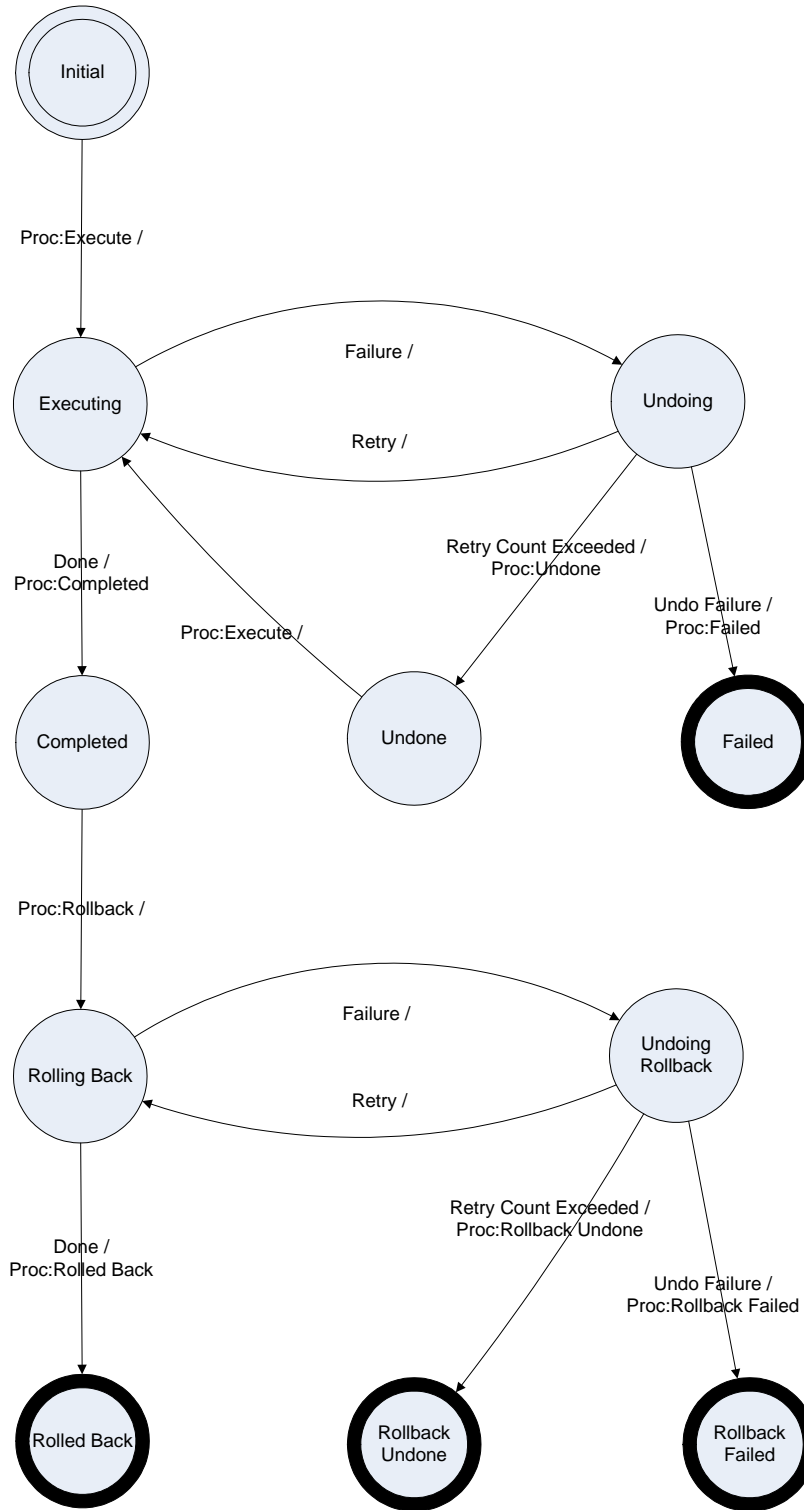 Initial
Proc:Execute /
Failure /
Executing
Undoing
Retry /
Done /
Proc:Completed
Retry Count Exceeded /
Proc:Undone
Undo Failure /
Proc:Failed
Proc:Execute /
Completed
Undone
Failed
Proc:Rollback /
Failure /
Rolling Back
Undoing
Rollback
Retry /
Done /
Proc:Rolled Back
Retry Count Exceeded /
Proc:Rollback Undone
Undo Failure /
Proc:Rollback Failed
Rolled Back
Rollback
Undone
Rollback
Failed